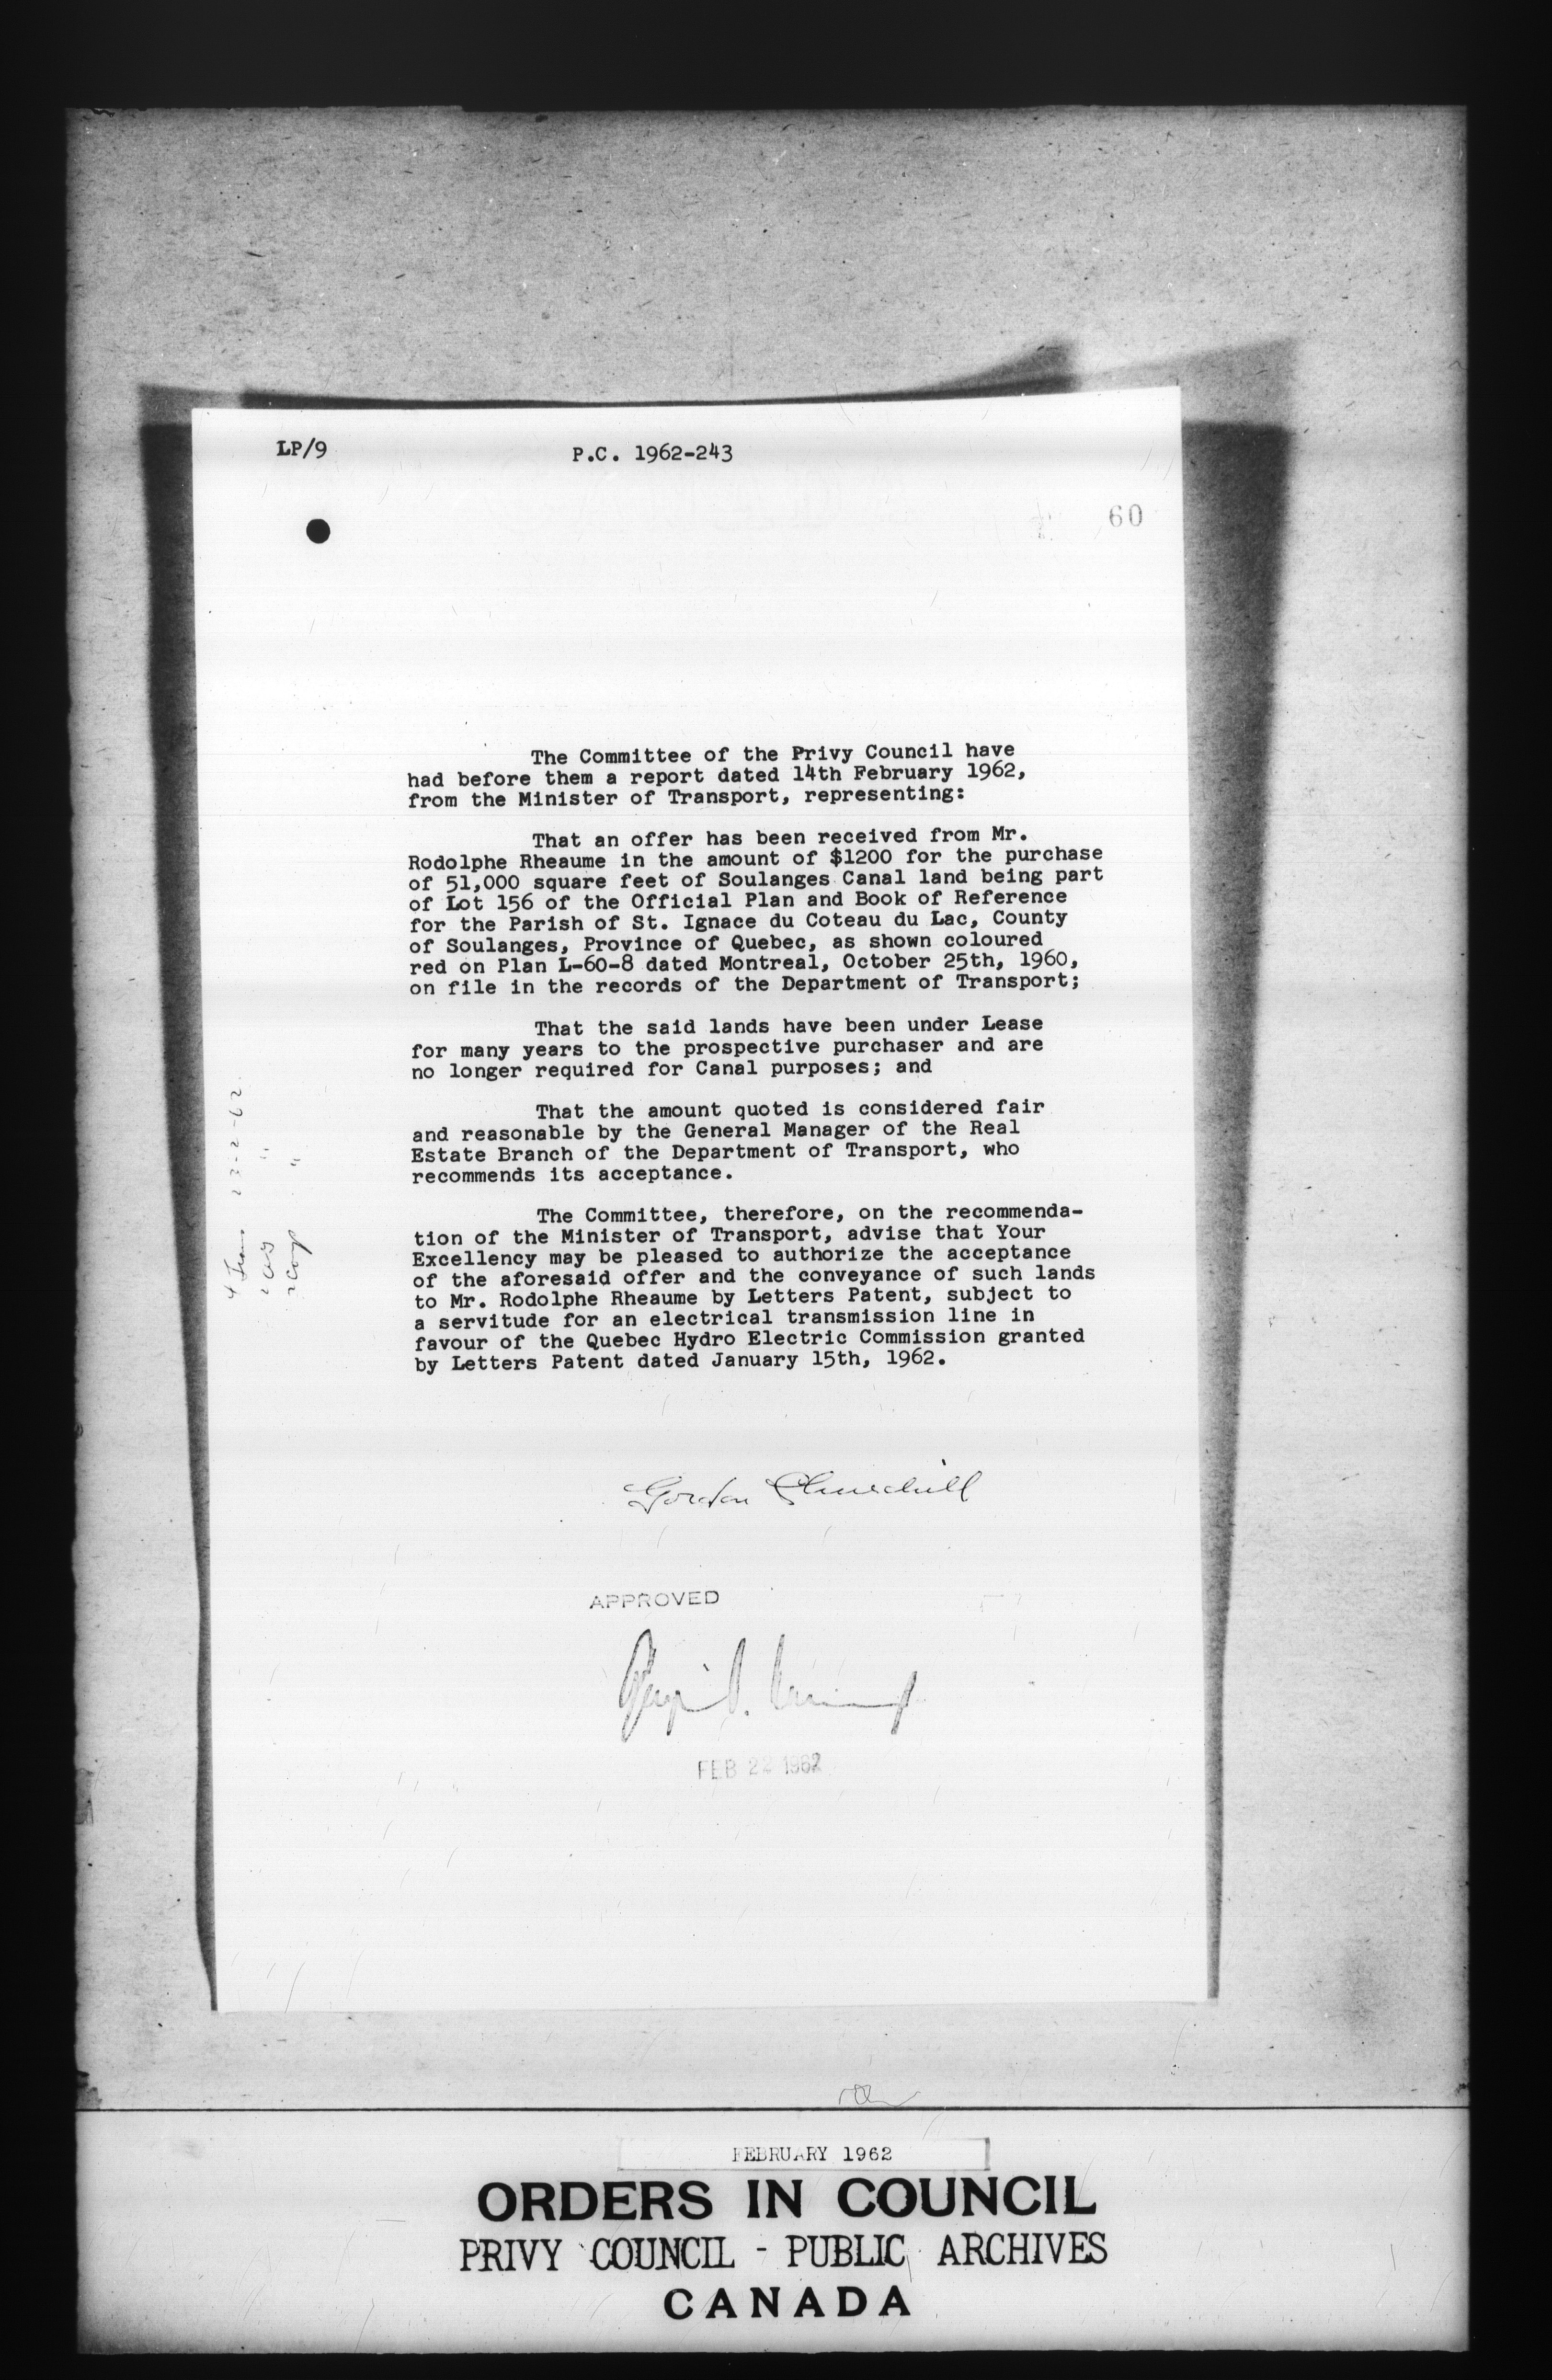 LP/9
P.C. 1962-243
60
The Committee of the Privy Council have
had before them a report dated 14th February 1962,
from the Minister of Transport, representing:
That an offer has been received from Mr.
Rodolphe Rheaume in the amount of $1200 for the purchase
of 51,000 square feet of Soulanges Canal land being part
of Lot 156 of the Official Plan and Book of Reference
for the Parish of St. Ignace du Coteau du Lac, County
of Soulanges, Province of Quebec, as shown coloured
red on Plan L-60-8 dated Montreal, October 25th, 1960,
on file in the records of the Department of Transport;
That the said lands have been under Lease
for many years to the prospective purchaser and are
no longer required for Canal purposes; and
That the amount quoted is considered fair
and reasonable by the General Manager of the Real
Estate Branch of the Department of Transport, who
recommends its acceptance.
The Committee, therefore, on the recommenda-
tion of the Minister of Transport, advise that Your
Excellency may be pleased to authorize the acceptance
of the aforesaid offer and the conveyance of such lands
to Mr. Rodolphe Rheaume by Letters Patent, subject to
a servitude for an electrical transmission line in
favour of the Quebec Hydro Electric Commission granted
by Letters Patent dated January 15th, 1962.
4 Trans 23-2-62
Gordon Churchill
APPROVED
FEB 22 1962
FEBRUARY 1962
ORDERS IN COUNCIL
PRIVY COUNCIL - PUBLIC ARCHIVES
CANADA